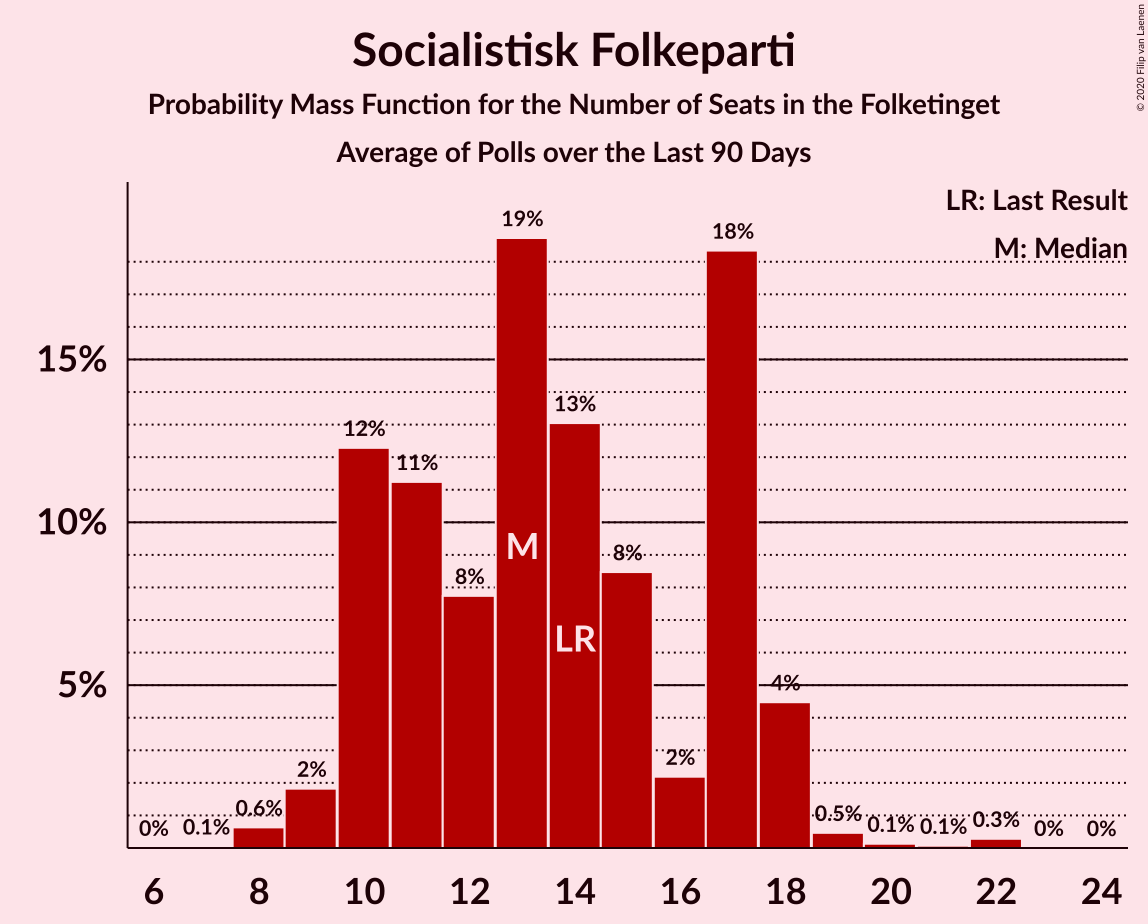 Socialistisk Folkeparti
Probability Mass Function for the Number of Seats in the Folketinget
Average of Polls over the Last 90 Days
© 2020 Filip van Laenen
LR: Last Result
M: Median
15%
10%
5%
0%
0.1%
0.6%
2%
12%
11%
8%
19%
13%
8%
2%
18%
4%
0.5%
0.1%
0.1%
0.3%
0%
0%
M
LR
6 8 10 12 14 16 18 20 22 24